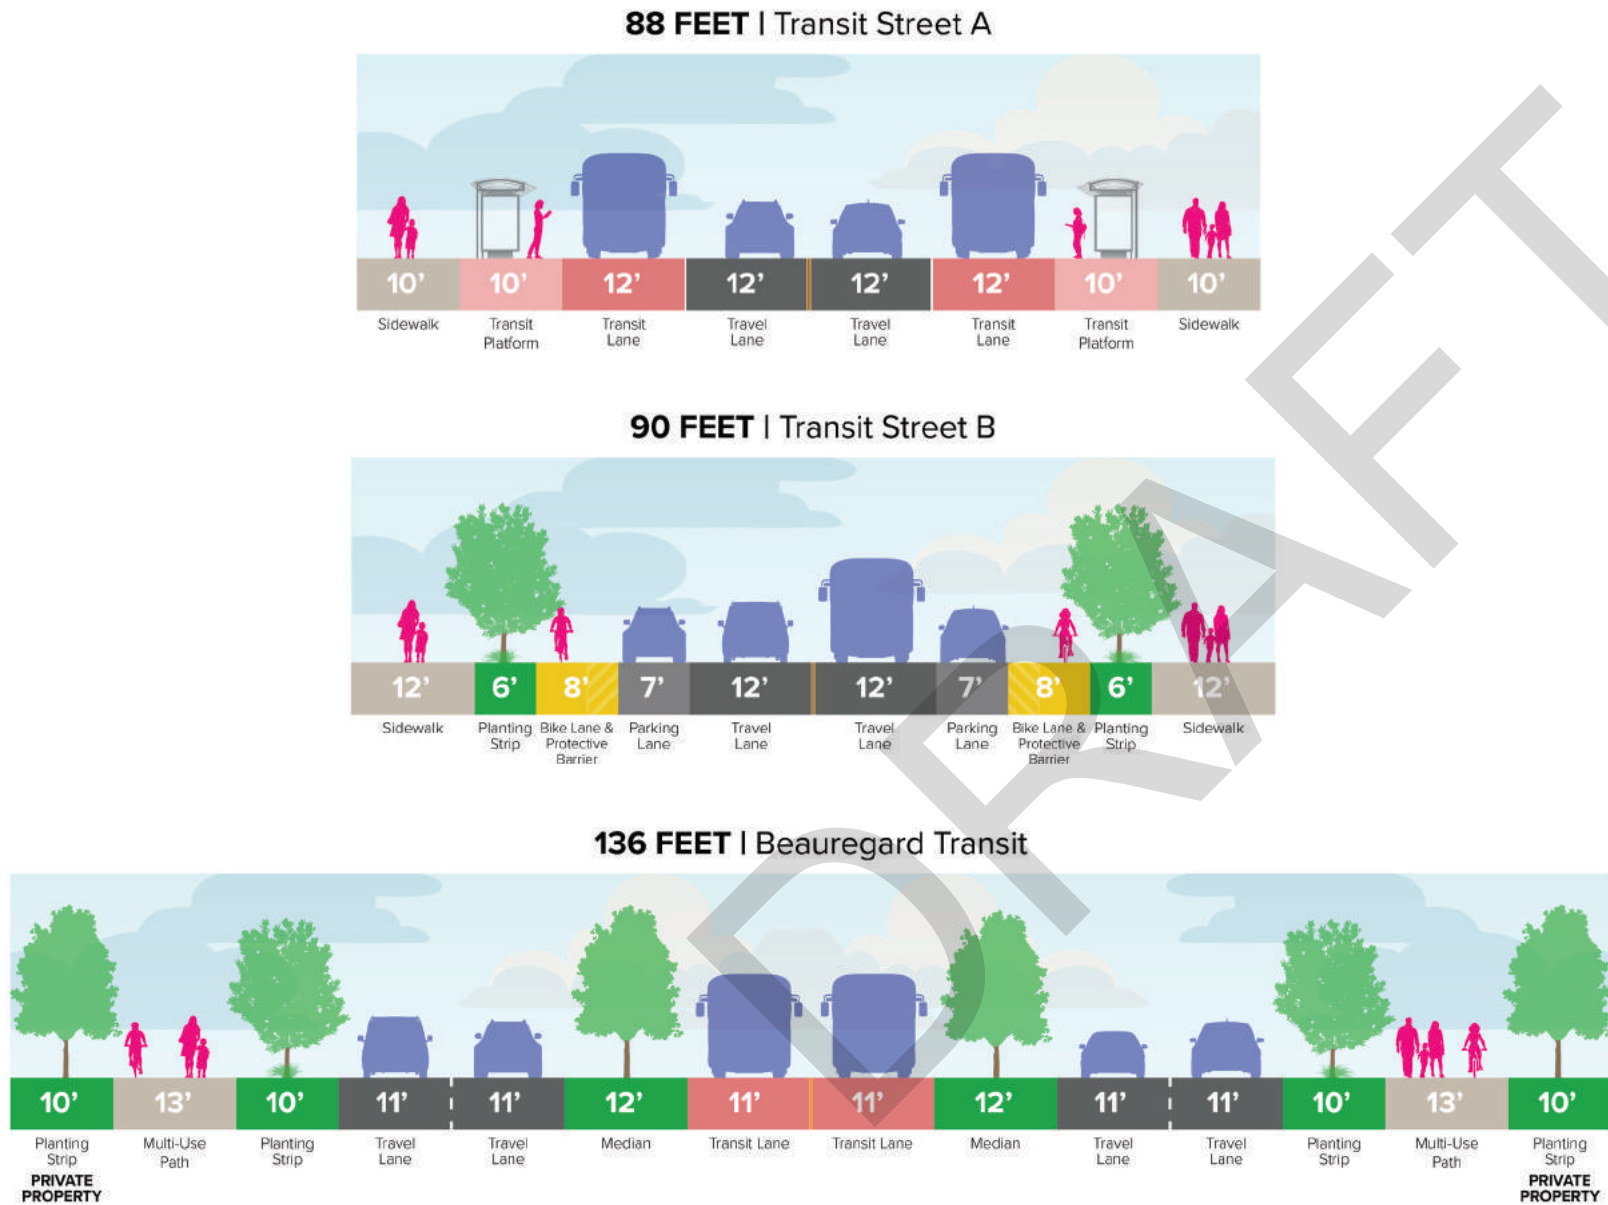 88 FEET | Transit Street A
10' 10' 12' 12' 12' 12' 10' 10'
Sidewalk Transit Transit Travel Travel Transit Transit Sidewalk
Platform Lane Lane Lane Lane Platform
90 FEET | Transit Street B
12' 6' 8' 7' 12' 12' 7' 8' 6' 12'
Sidewalk Planting Bike Lane & Parking Travel Travel Parking Bike Lane & Planting Sidewalk
Strip Protective Lane Lane Lane Lane Protective Strip
Barrier Barrier
136 FEET | Beauregard Transit
10' 13' 10' 11' 11' 12' 11' 11' 12' 11' 11' 10' 13' 10'
Planting Multi-Use Planting Travel Travel Median Transit Lane Transit Lane Median Travel Travel Planting Multi-Use Planting
Strip Path Strip Lane Lane Lane Lane Strip Path Strip
PRIVATE PRIVATE
PROPERTY PROPERTY
DRAFT